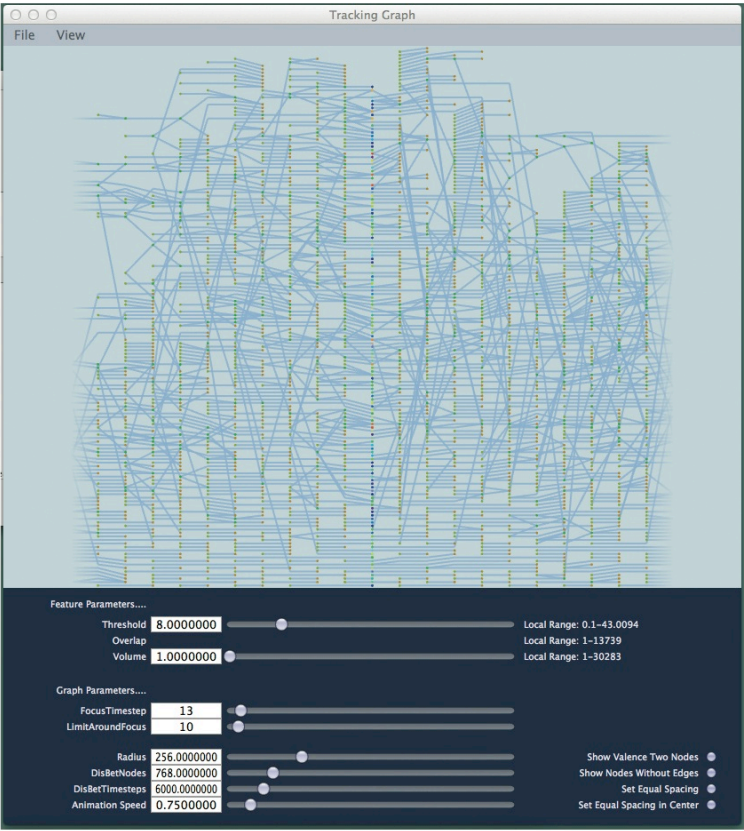 Tracking Graph
File View
Feature Parameters....
Threshold 8.0000000 Local Range: 0.1-43.0094
Overlap Local Range: 1-13739
Volume 1.0000000 Local Range: 1-30283
Graph Parameters....
FocusTimestep 13
LimitAroundFocus 10
Radius 256.0000000 Show Valence Two Nodes
DisBetNodes 768.0000000 Show Nodes Without Edges
DisBetTimesteps 6000.0000000 Set Equal Spacing
Animation Speed 0.7500000 Set Equal Spacing in Center